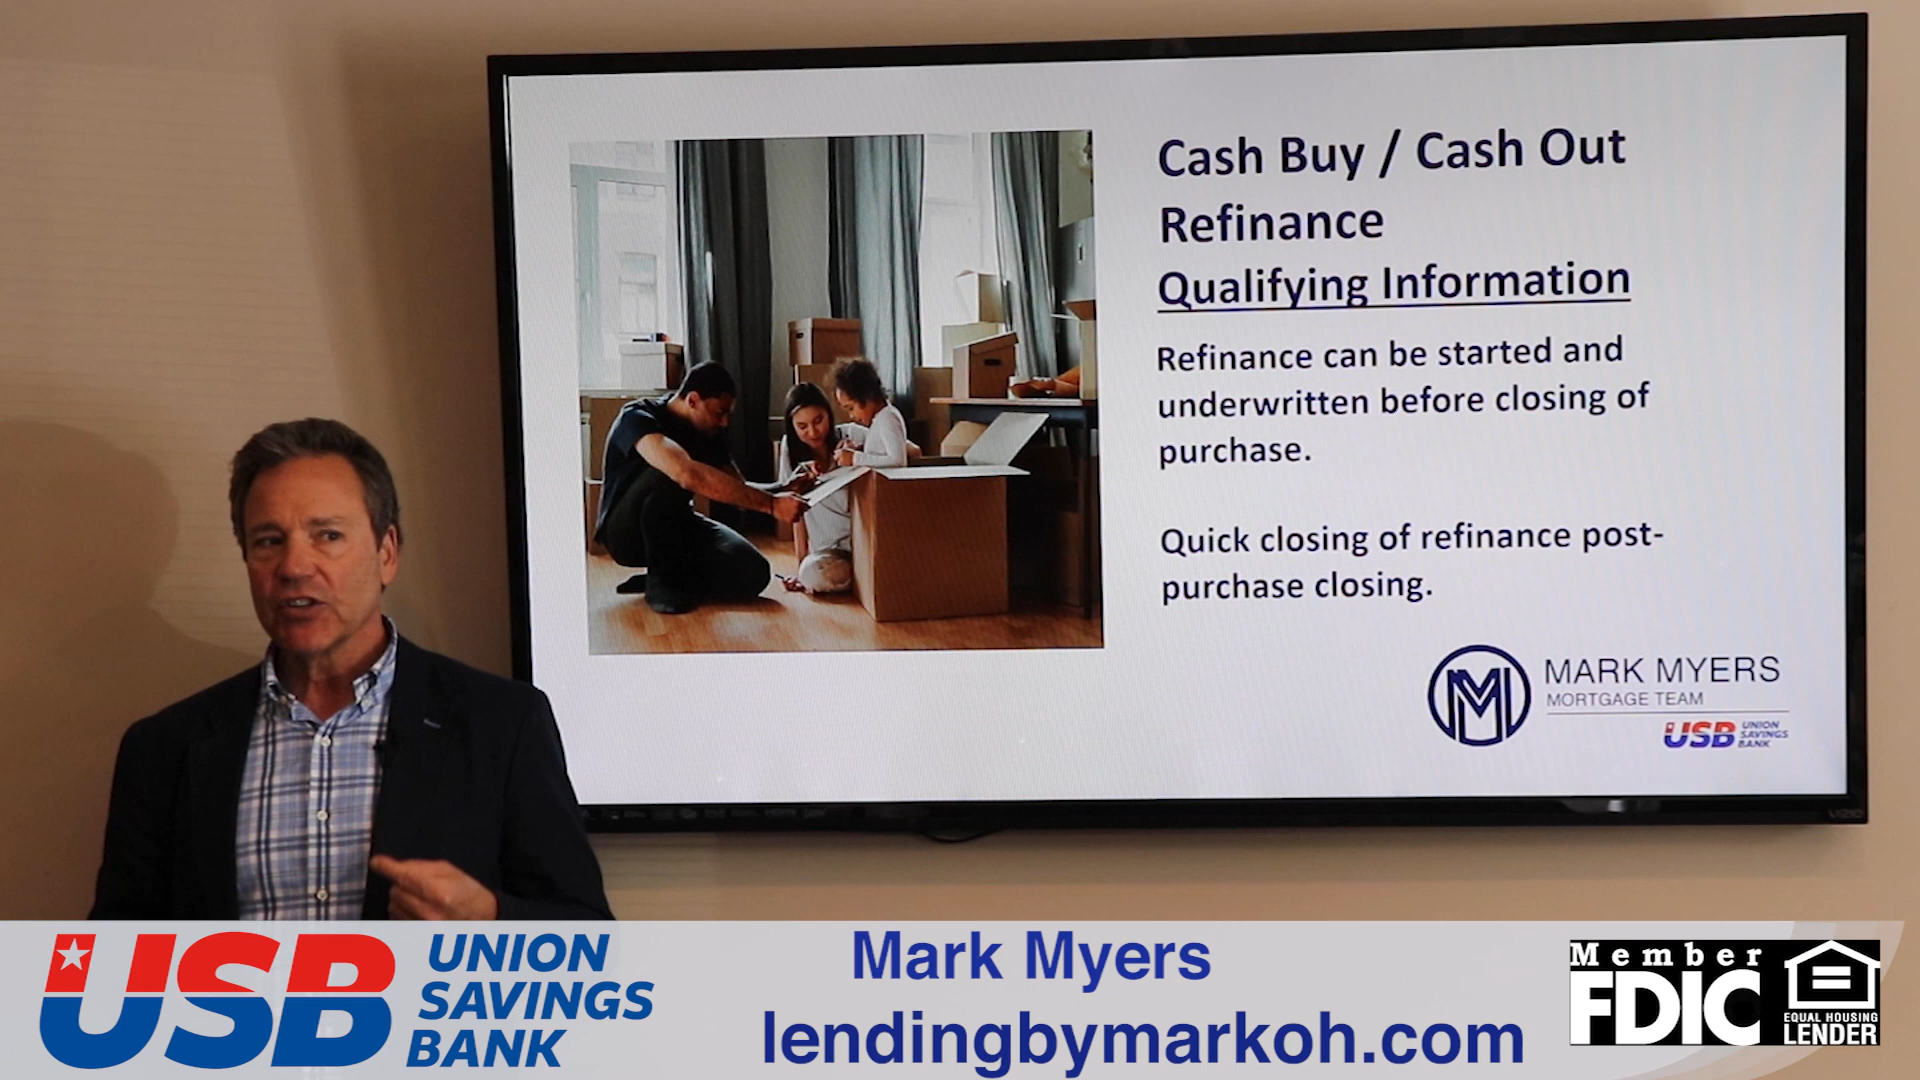 Cash Buy / Cash Out
Refinance
Qualifying Information
Refinance can be started and
underwritten before closing of
purchase.
Quick closing of refinance post-
purchase closing.
MARK MYERS
MORTGAGE TEAM
USB UNION
SAVINGS
BANK
VIZIO
USB UNION
SAVINGS
BANK
Mark Myers
lendingbymarkoh.com
Member
FDIC
EQUAL HOUSING
LENDER